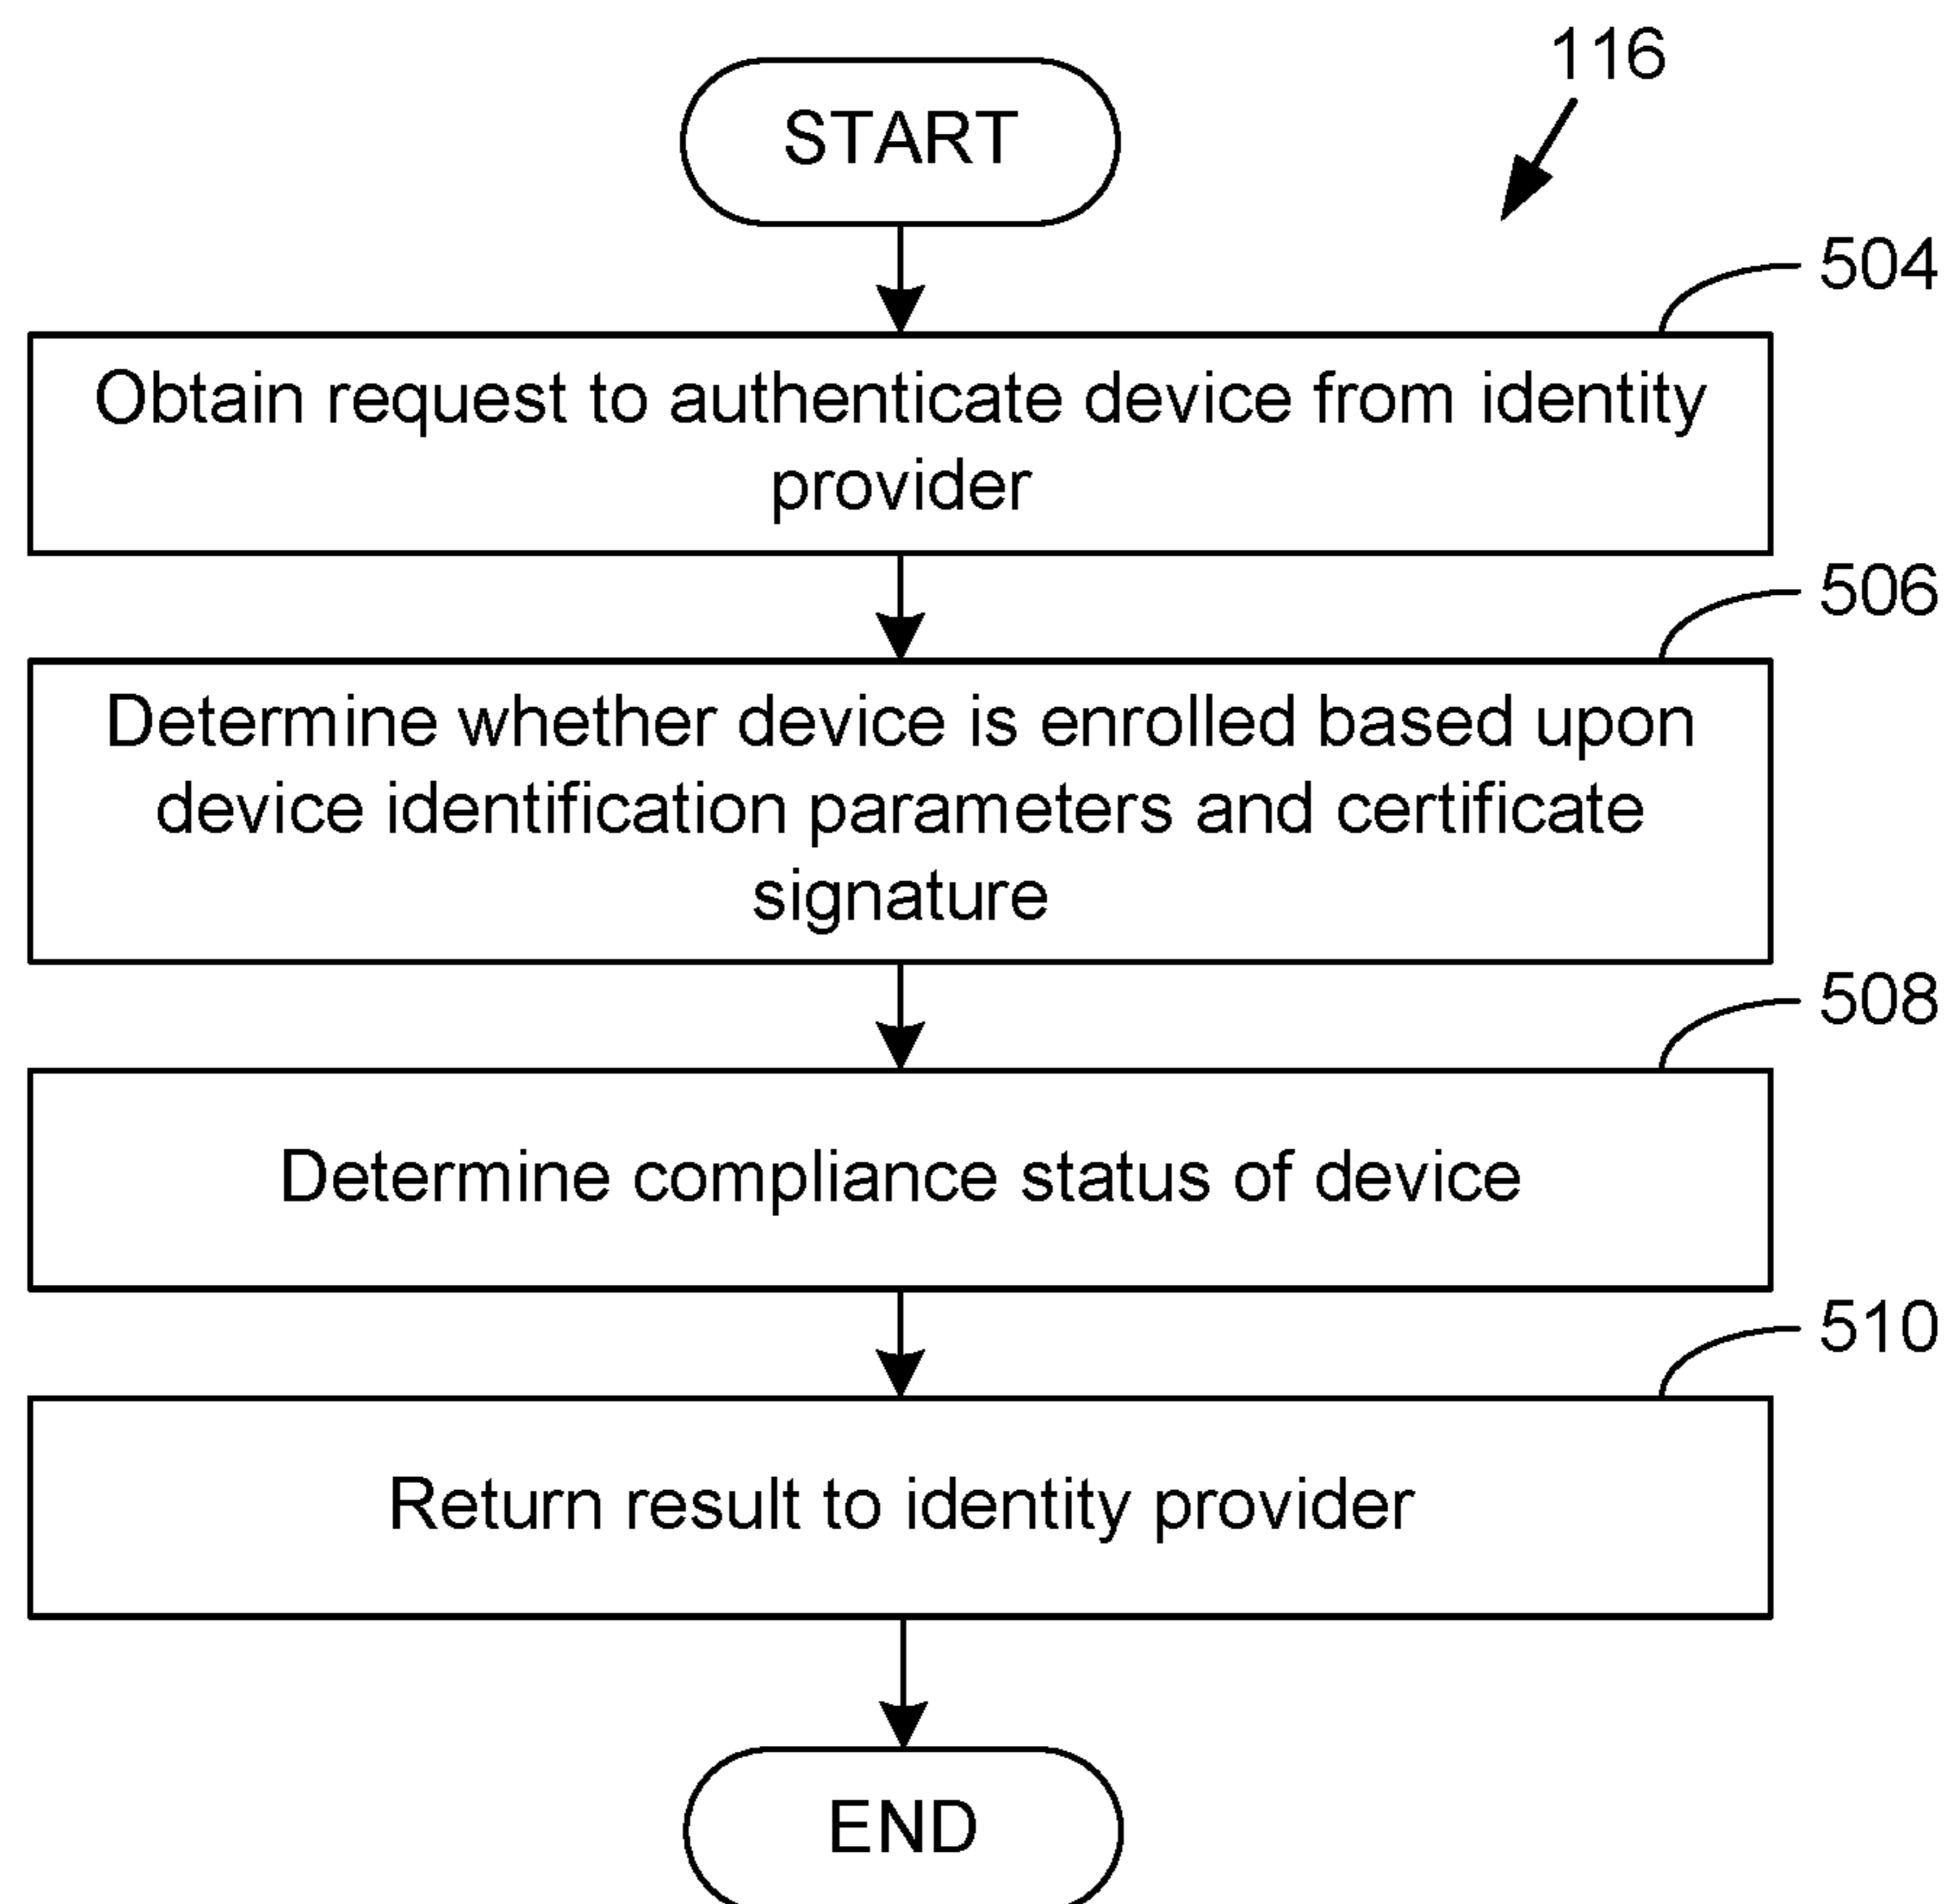 116
START
504
Obtain request to authenticate device from identity
provider
506
Determine whether device is enrolled based upon
device identification parameters and certificate
signature
508
Determine compliance status of device
510
Return result to identity provider
END